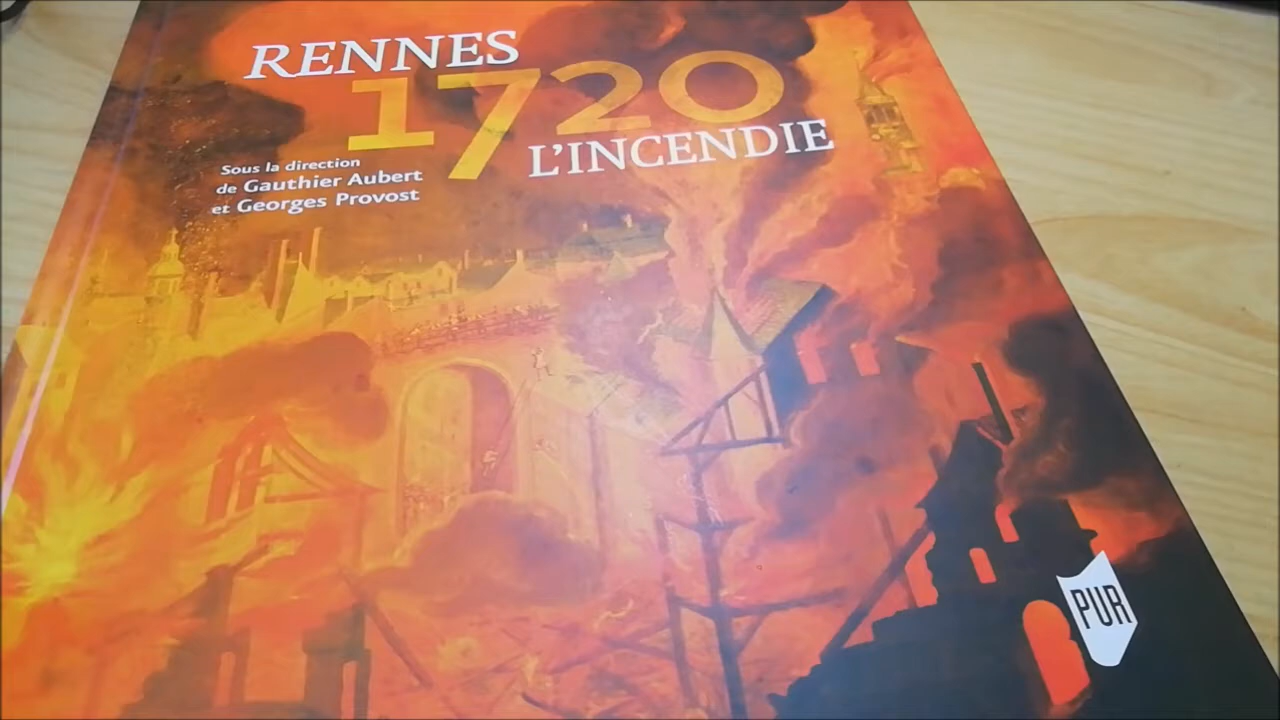 RENNES
1720
L'INCENDIE
Sous la direction
de Gauthier Aubert
et Georges Provost
PUR